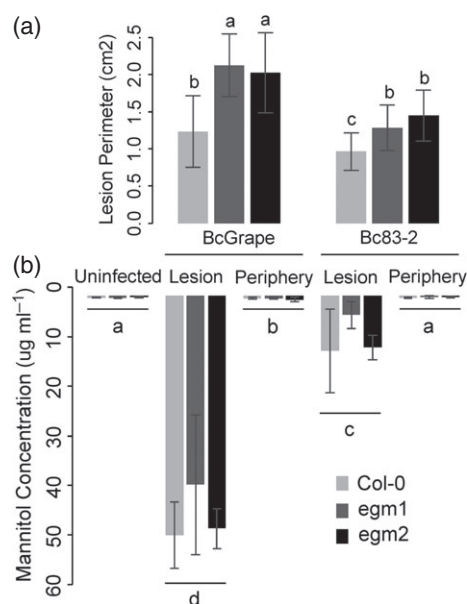 (a)
Lesion Perimeter (cm2)
2.5
2.0
1.5
1.0
0.5
0.0
b
a
a
c
b
b
BcGrape
Bc83-2
(b)
Uninfected
Lesion
Periphery
Lesion
Periphery
Mannitol Concentration (ug ml⁻¹)
0
10
20
30
40
50
60
a
d
b
c
a
Col-0
egm1
egm2